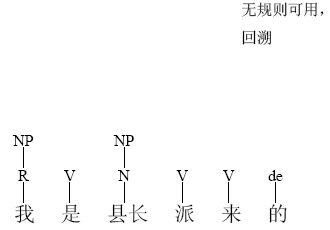 无规则可用，
回溯
NP NP
R V N V V de
我 是 县长 派 来 的